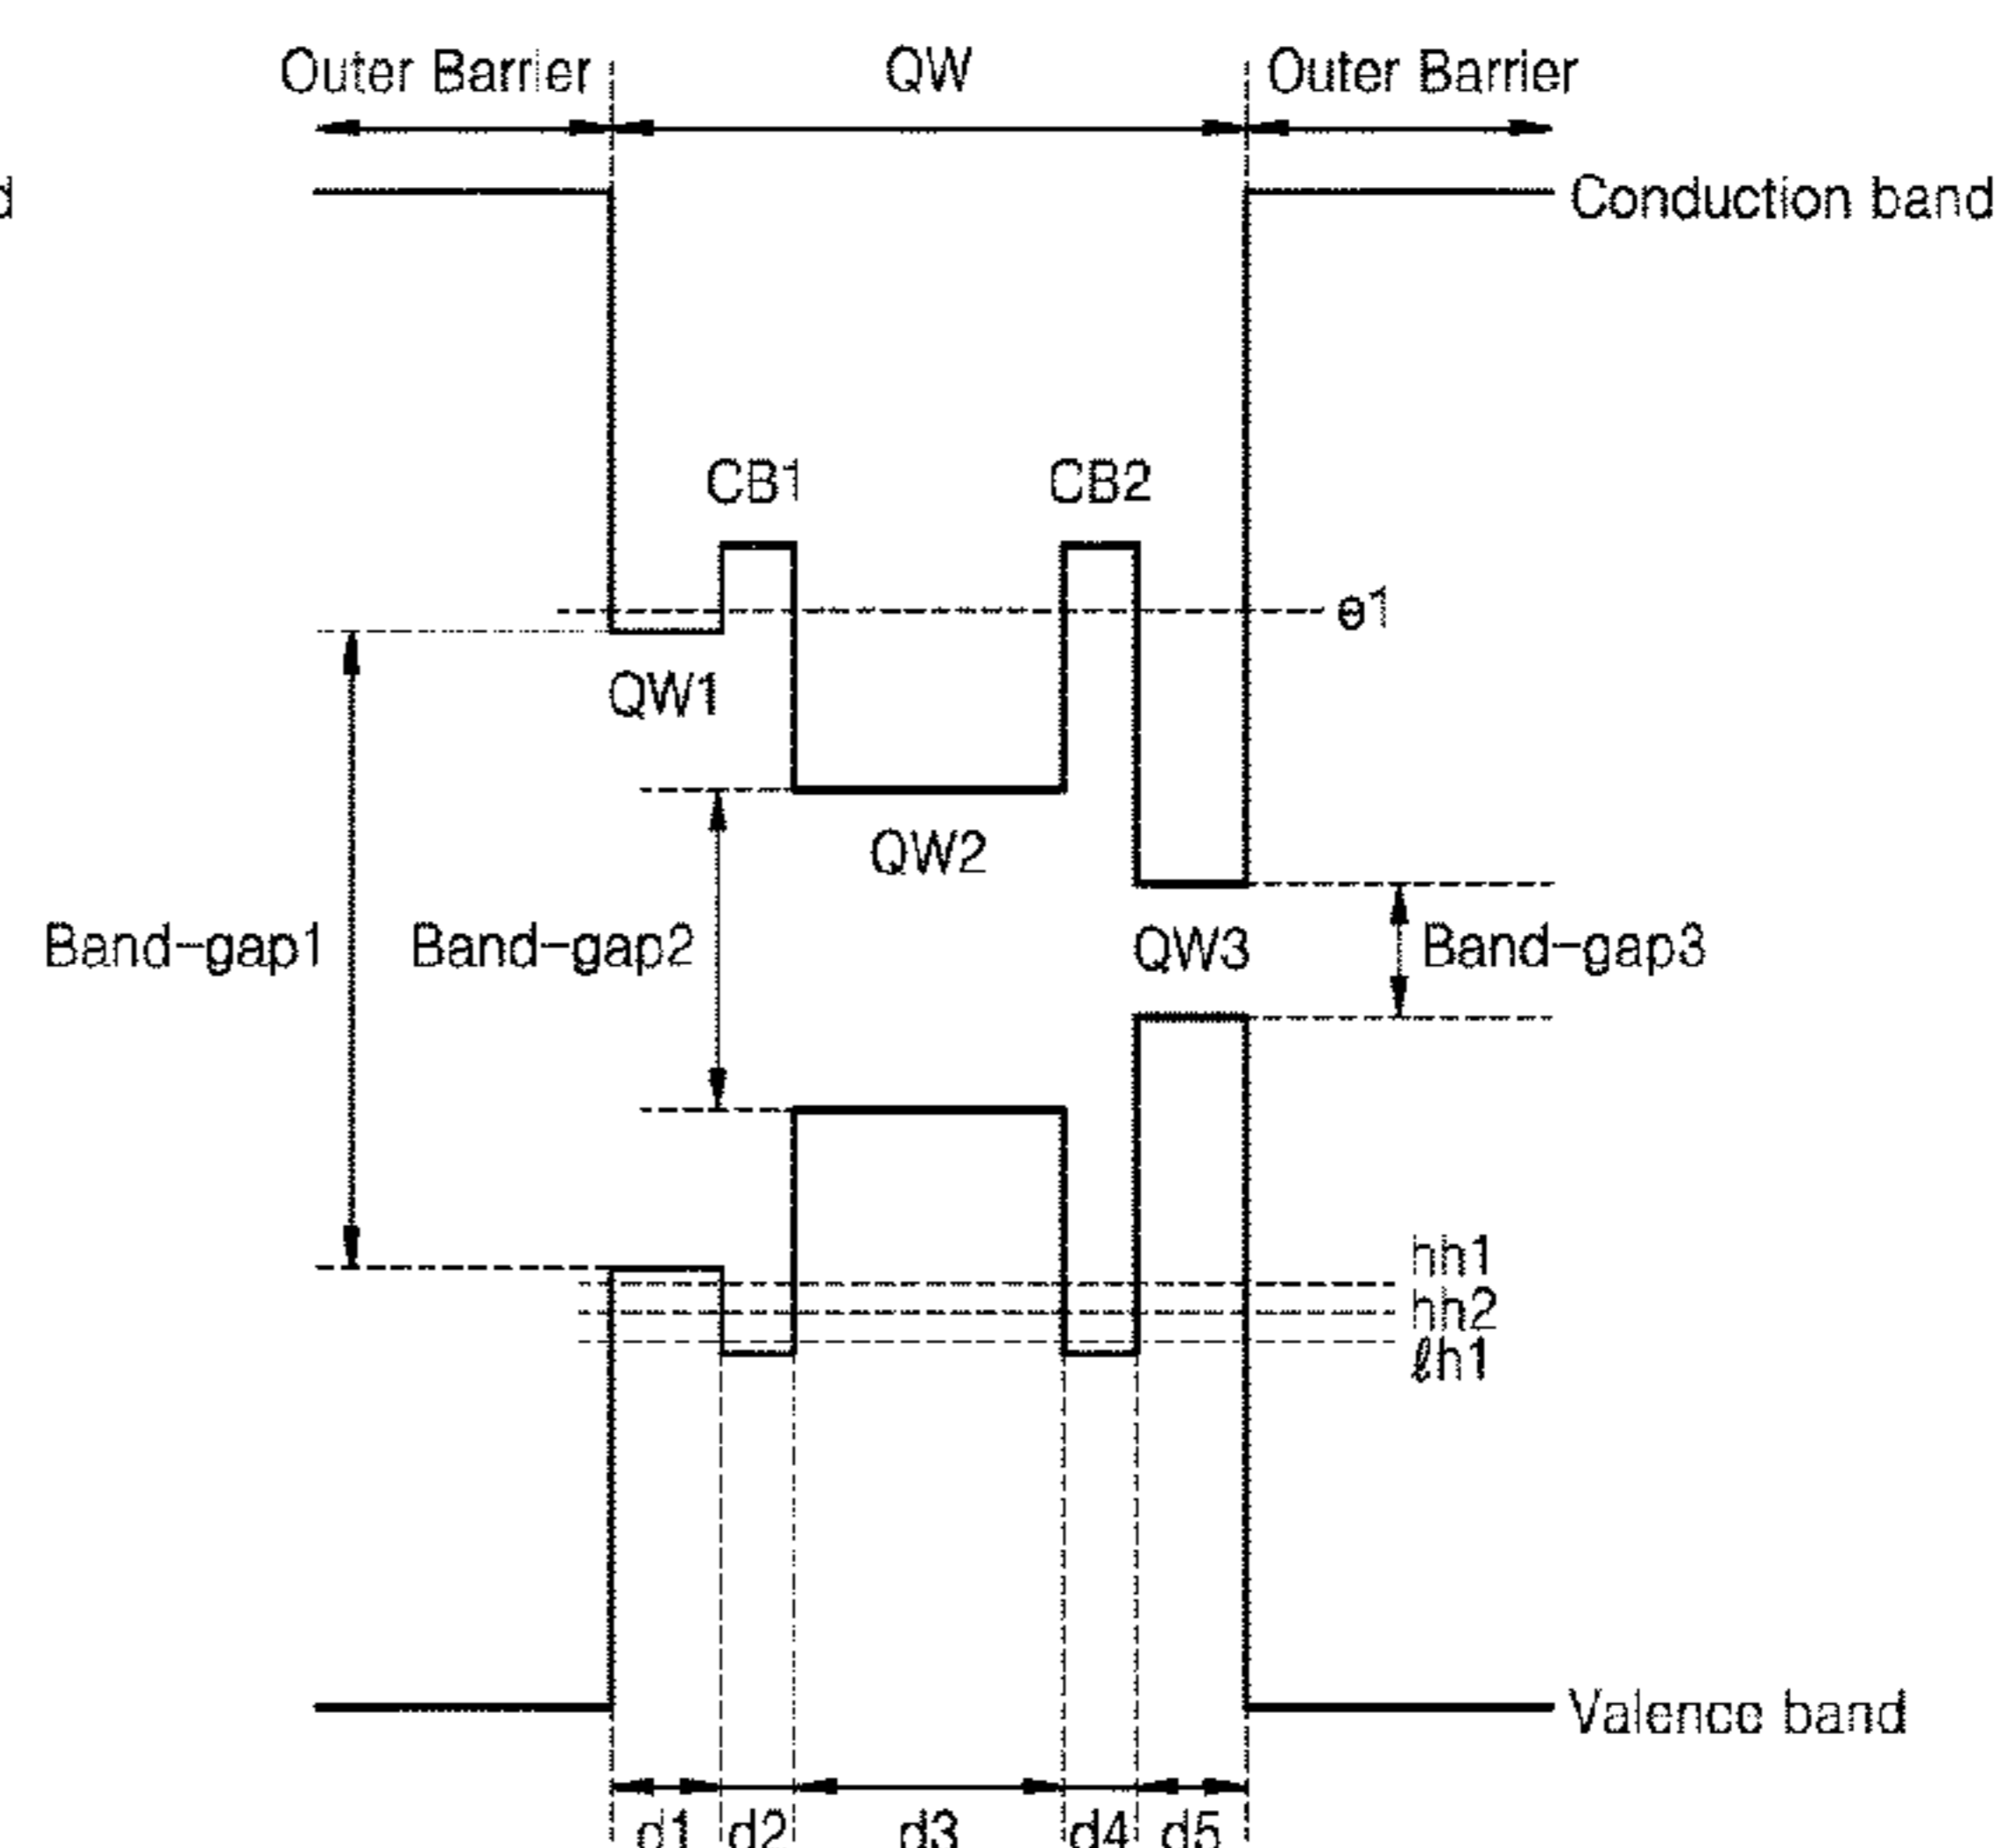 Outer Barrier QW Outer Barrier
d
Conduction band
CB1 CB2
e1
QW1
QW2
Band-gap1 Band-gap2 QW3 Band-gap3
hh1
hh2
ℓh1
Valence band
d1 d2 d3 d4 d5